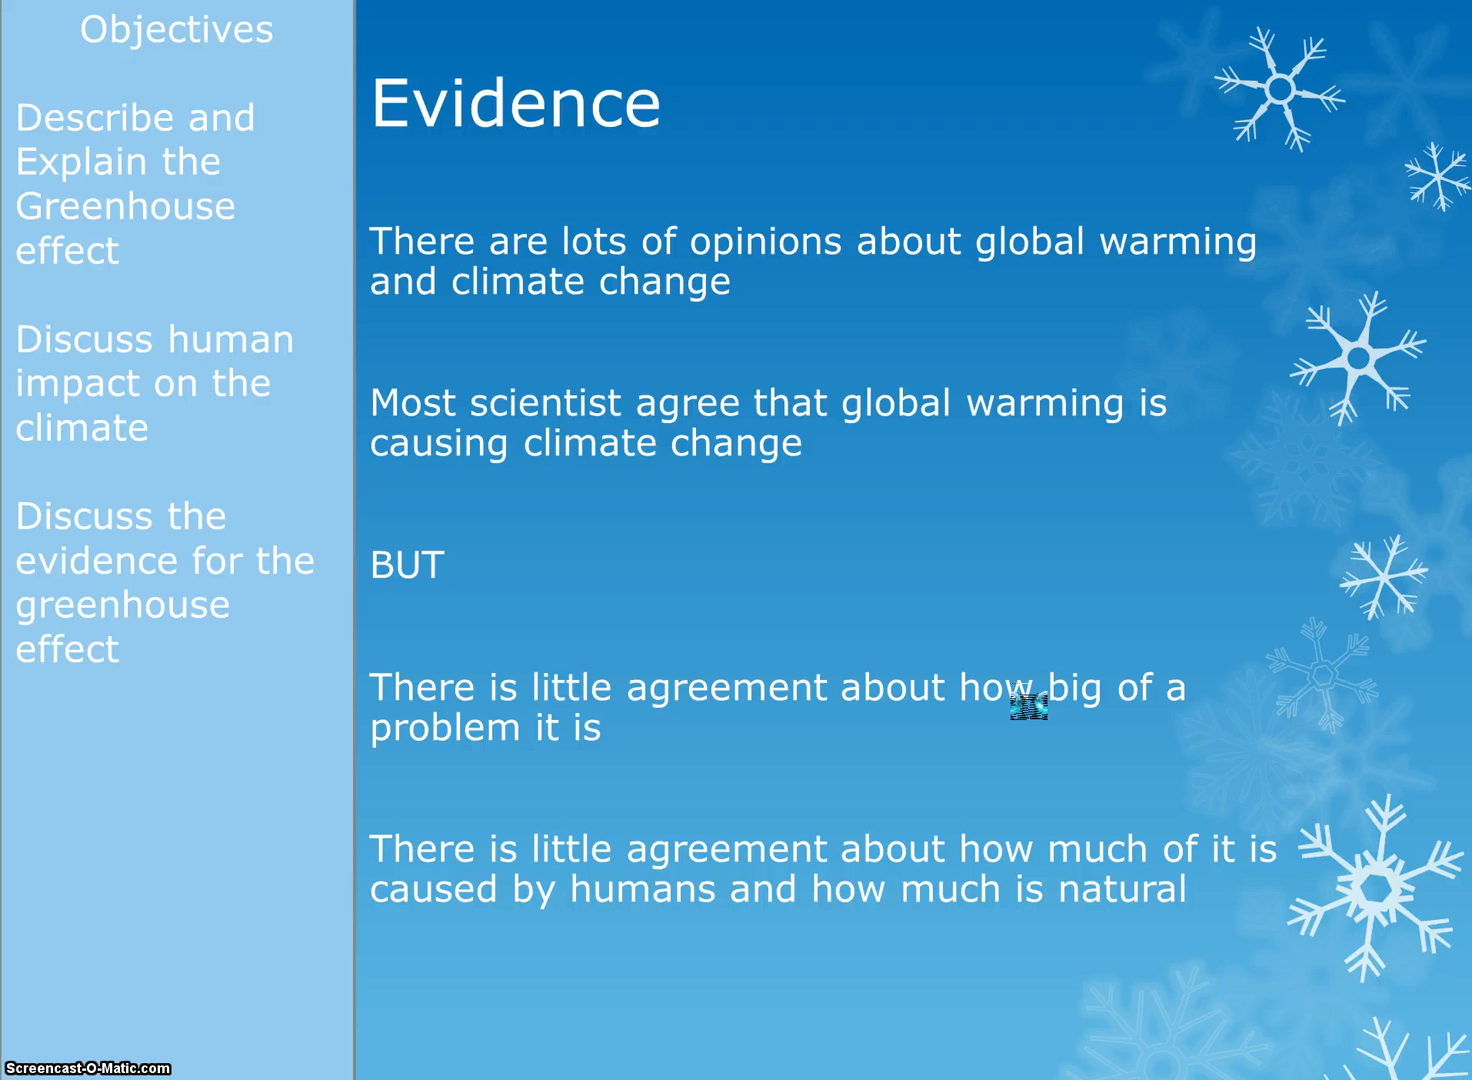 Objectives
Describe and
Explain the
Greenhouse
effect
Discuss human
impact on the
climate
Discuss the
evidence for the
greenhouse
effect
Evidence
There are lots of opinions about global warming
and climate change
Most scientist agree that global warming is
causing climate change
BUT
There is little agreement about how big of a
problem it is
There is little agreement about how much of it is
caused by humans and how much is natural
Screencast-O-Matic.com